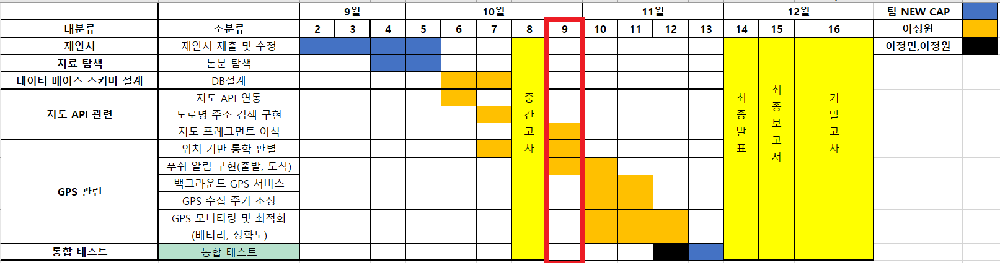 9월 10월 11월 12월 팀 NEW CAP
대분류 소분류 2 3 4 5 6 7 8 9 10 11 12 13 14 15 16 이정원
제안서 제안서 제출 및 수정 이정민,이정원
자료 탐색 논문 탐색
데이터 베이스 스키마 설계 DB설계
지도 API 관련 지도 API 연동
도로명 주소 검색 구현
지도 프레그먼트 이식
GPS 관련 위치 기반 통학 판별
푸쉬 알림 구현(출발, 도착)
백그라운드 GPS 서비스
GPS 수집 주기 조정
GPS 모니터링 및 최적화
(배터리, 정확도)
통합 테스트 통합 테스트
중간고사
최종발표
최종보고서
기말고사